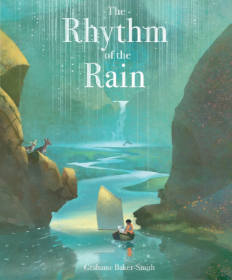 The
Rhythm
of the
Rain
Grahame Baker-Smith